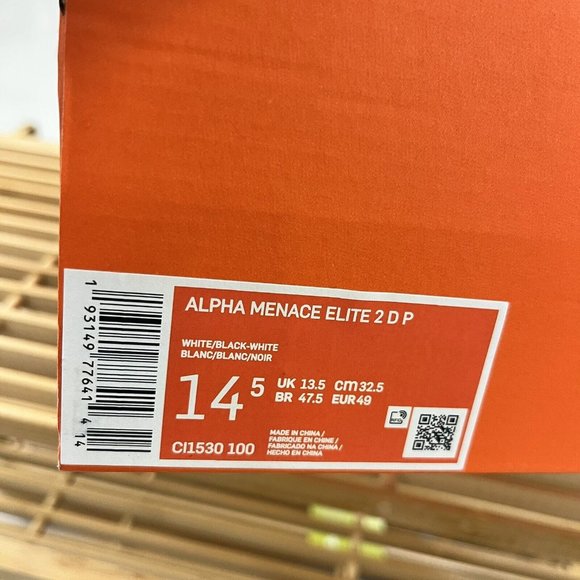 ALPHA MENACE ELITE 2 D P
WHITE/BLACK-WHITE
BLANC/BLANC/NOIR
14 5
UK 13.5 cm 32.5
BR 47.5 EUR 49
CI1530 100
MADE IN CHINA /
FABRIQUE EN CHINE /
FABRICADO NA CHINA /
HECHO EN CHINA
1 93149 77641 4 14